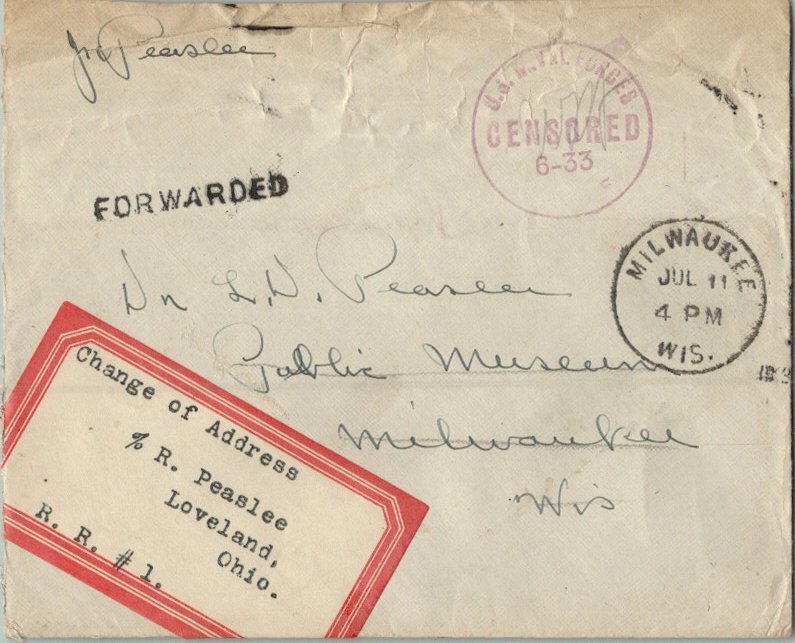 Jos Peaslee
U.S. NAVAL FORCES
CENSORED
6-33
FORWARDED
MILWAUKEE
JUL 11
4 PM
WIS.
Dr L. D. Peaslee
Public Museum
Milwaukee
Wis
Change of Address
% R. Peaslee
Loveland,
Ohio.
R. R. # 1.